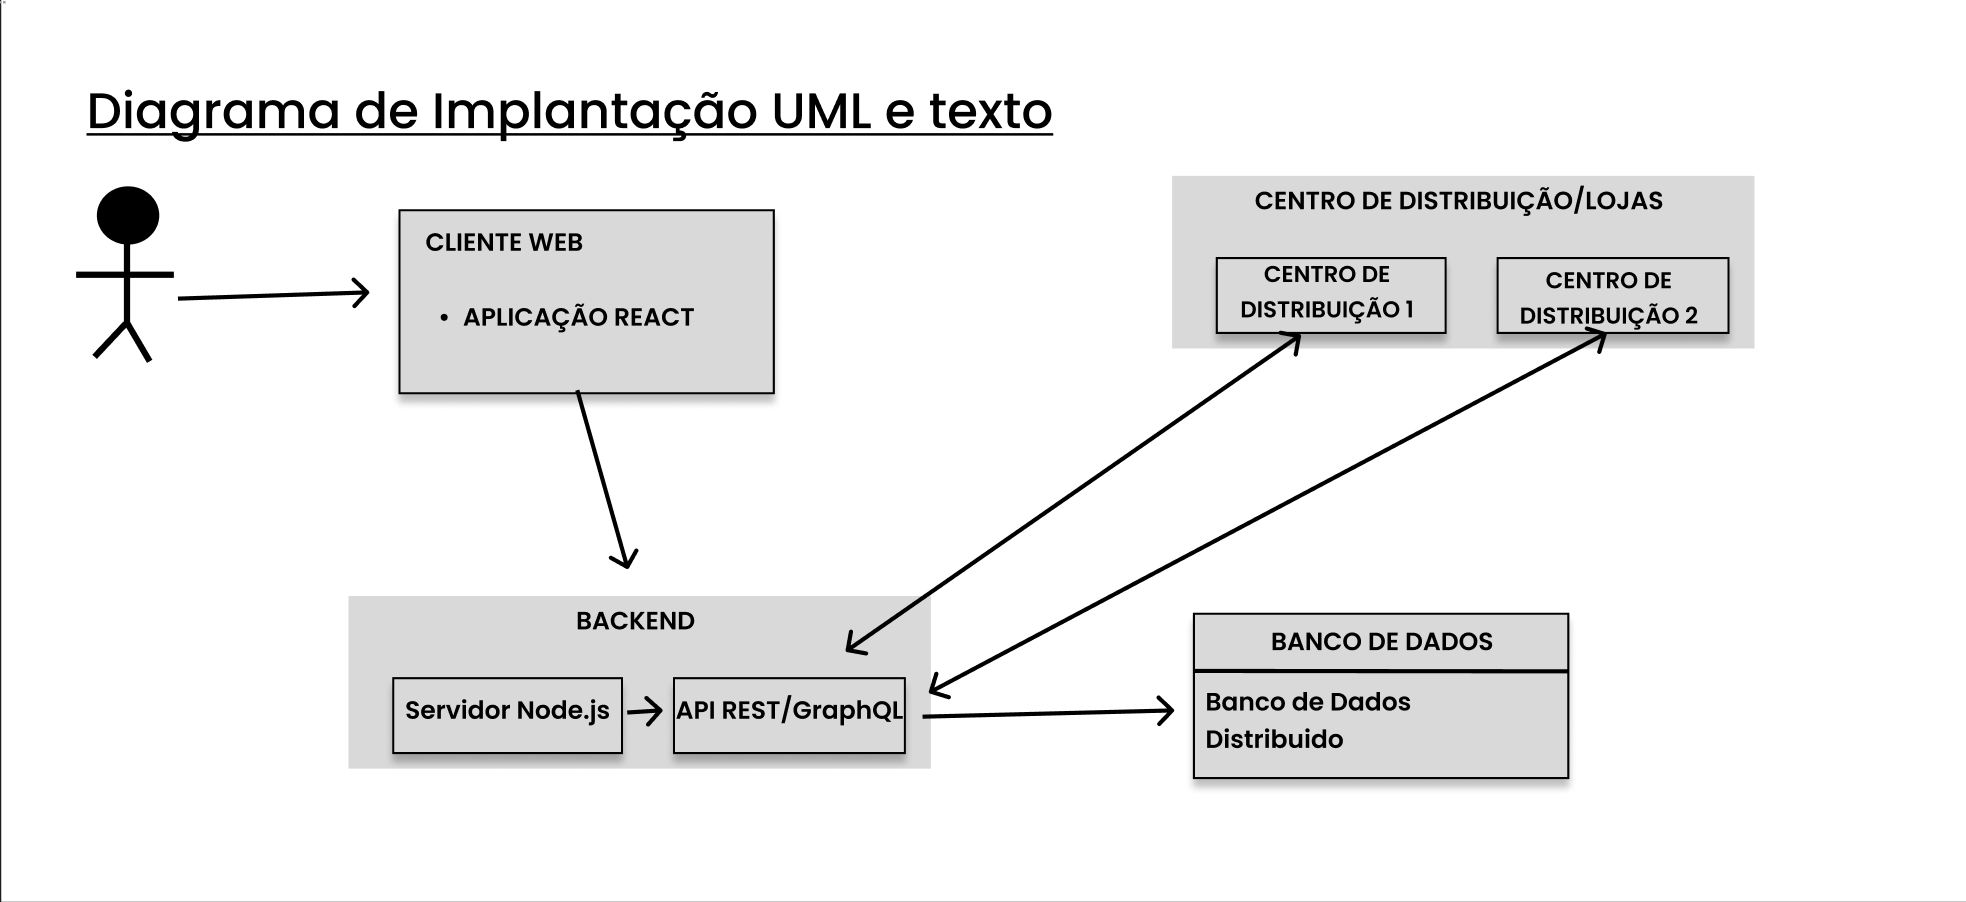 Diagrama de Implantação UML e texto
CLIENTE WEB
• APLICAÇÃO REACT
CENTRO DE DISTRIBUIÇÃO/LOJAS
CENTRO DE
DISTRIBUIÇÃO 1
CENTRO DE
DISTRIBUIÇÃO 2
BACKEND
Servidor Node.js
API REST/GraphQL
BANCO DE DADOS
Banco de Dados
Distribuido